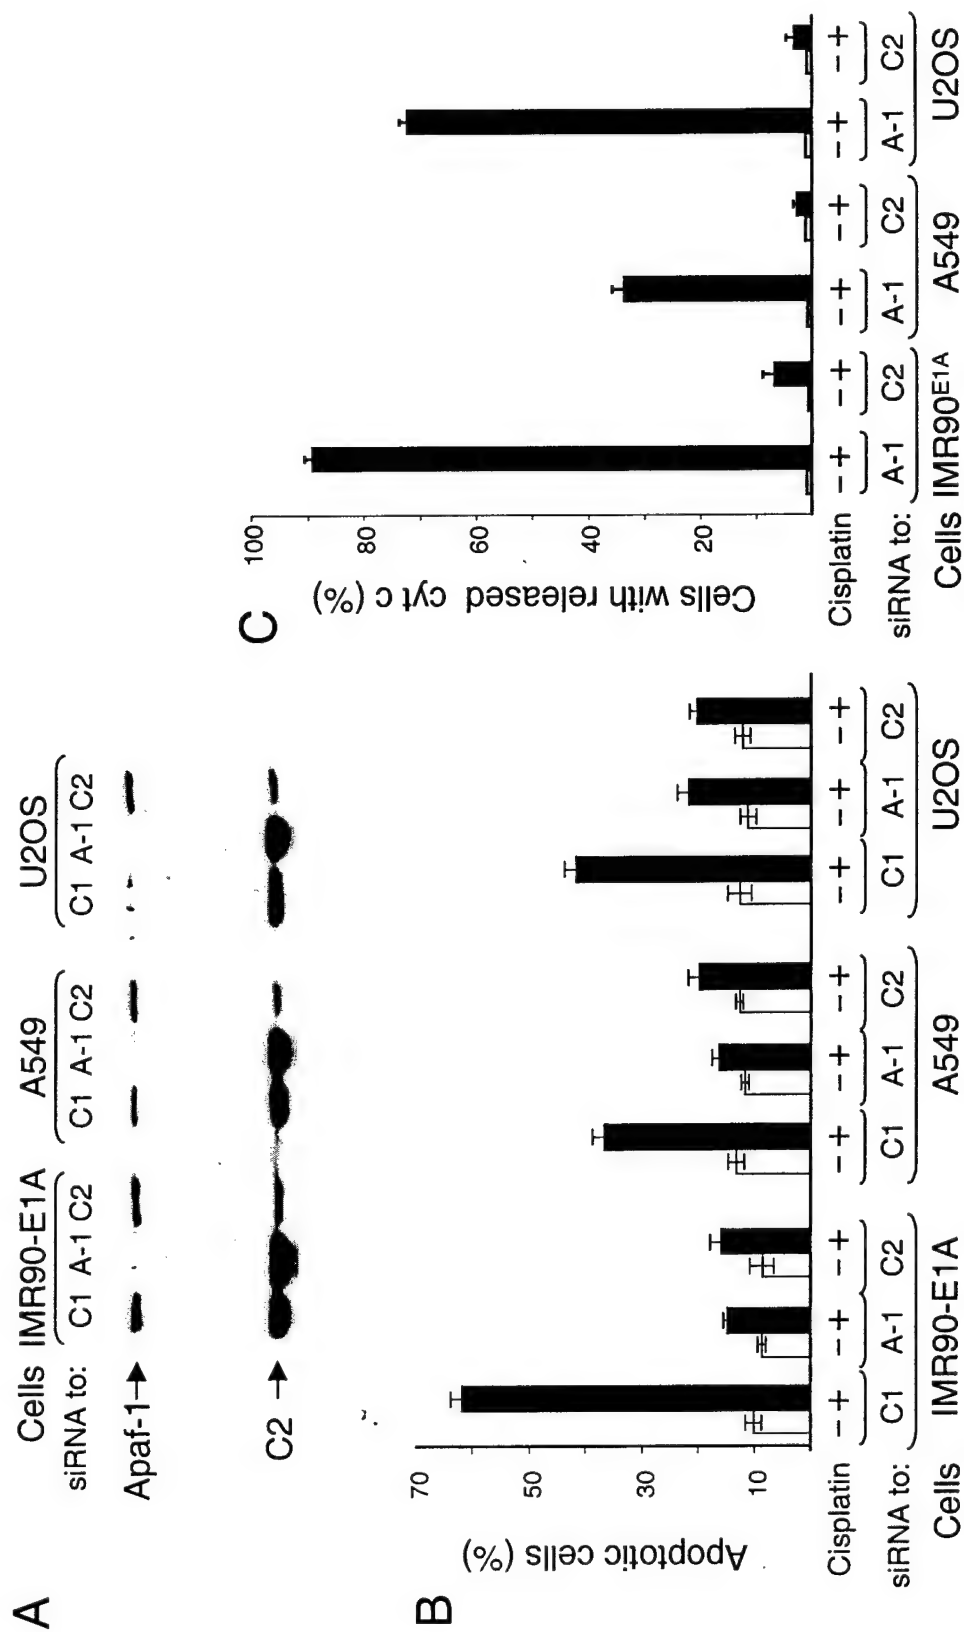 A
Cells IMR90-E1A A549 U2OS
siRNA to: C1 A-1 C2 C1 A-1 C2 C1 A-1 C2
Apaf-1
C2
B
Apoptotic cells (%)
70
50
30
10
Cisplatin − + − + − + − + − + − + − + − + − +
siRNA to: C1 A-1 C2 C1 A-1 C2 C1 A-1 C2
Cells IMR90-E1A A549 U2OS
C
Cells with released cyt c (%)
100
80
60
40
20
Cisplatin − + − + − + − + − + − +
siRNA to: A-1 C2 A-1 C2 A-1 C2
Cells IMR90E1A A549 U2OS